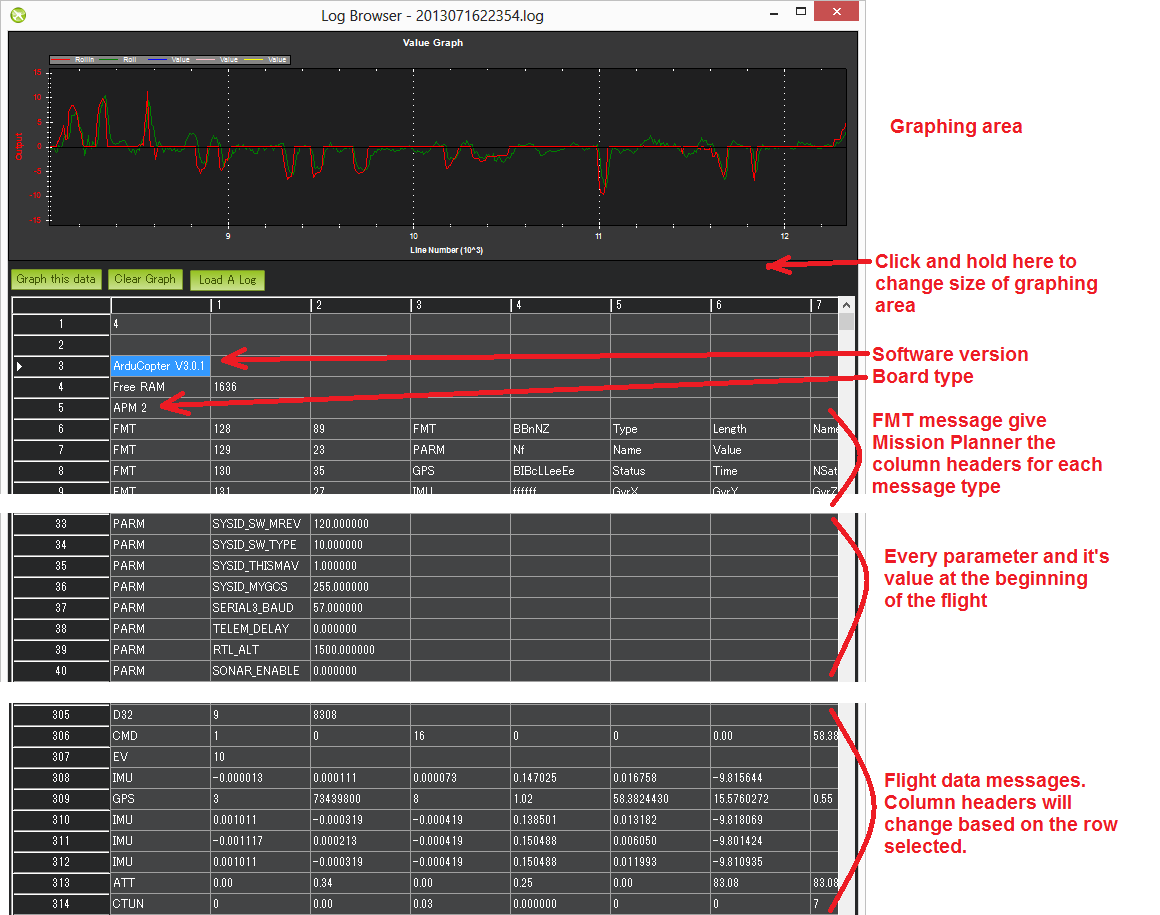 Log Browser - 2013071622354.log
Value Graph
RollIn Roll Value Value Value
15
10
5
0
-5
-10
-15
Output
9 10 11 12
Line Number (10^3)
Graphing area
Click and hold here to
change size of graphing
area
Graph this data Clear Graph Load A Log
1 2 3 4 5 6 7
1 4
2
3 ArduCopter V3.0.1
4 Free RAM 1636
5 APM 2
6 FMT 128 89 FMT BBnNZ Type Length Name
7 FMT 129 23 PARM Nf Name Value
8 FMT 130 35 GPS BIBcLLeeEe Status Time NSat
9 FMT 131 27 IMU ffffff GyrX GyrY GyrZ
Software version
Board type
FMT message give
Mission Planner the
column headers for each
message type
33 PARM SYSID_SW_MREV 120.000000
34 PARM SYSID_SW_TYPE 10.000000
35 PARM SYSID_THISMAV 1.000000
36 PARM SYSID_MYGCS 255.000000
37 PARM SERIAL3_BAUD 57.000000
38 PARM TELEM_DELAY 0.000000
39 PARM RTL_ALT 1500.000000
40 PARM SONAR_ENABLE 0.000000
Every parameter and it's
value at the beginning
of the flight
305 D32 9 8308
306 CMD 1 0 16 0 0 0.00 58.38
307 EV 10
308 IMU -0.000013 0.000111 0.000073 0.147025 0.016758 -9.815644
309 GPS 3 73439800 8 1.02 58.3824430 15.5760272 0.55
310 IMU 0.001011 -0.000319 -0.000419 0.138501 0.013182 -9.818069
311 IMU -0.001117 0.000213 -0.000419 0.150488 0.006050 -9.801424
312 IMU 0.001011 -0.000319 -0.000419 0.150488 0.011993 -9.810935
313 ATT 0.00 0.34 0.00 0.25 0.00 83.08 83.08
314 CTUN 0 0.00 0.03 0.000000 0 0 7
Flight data messages.
Column headers will
change based on the row
selected.